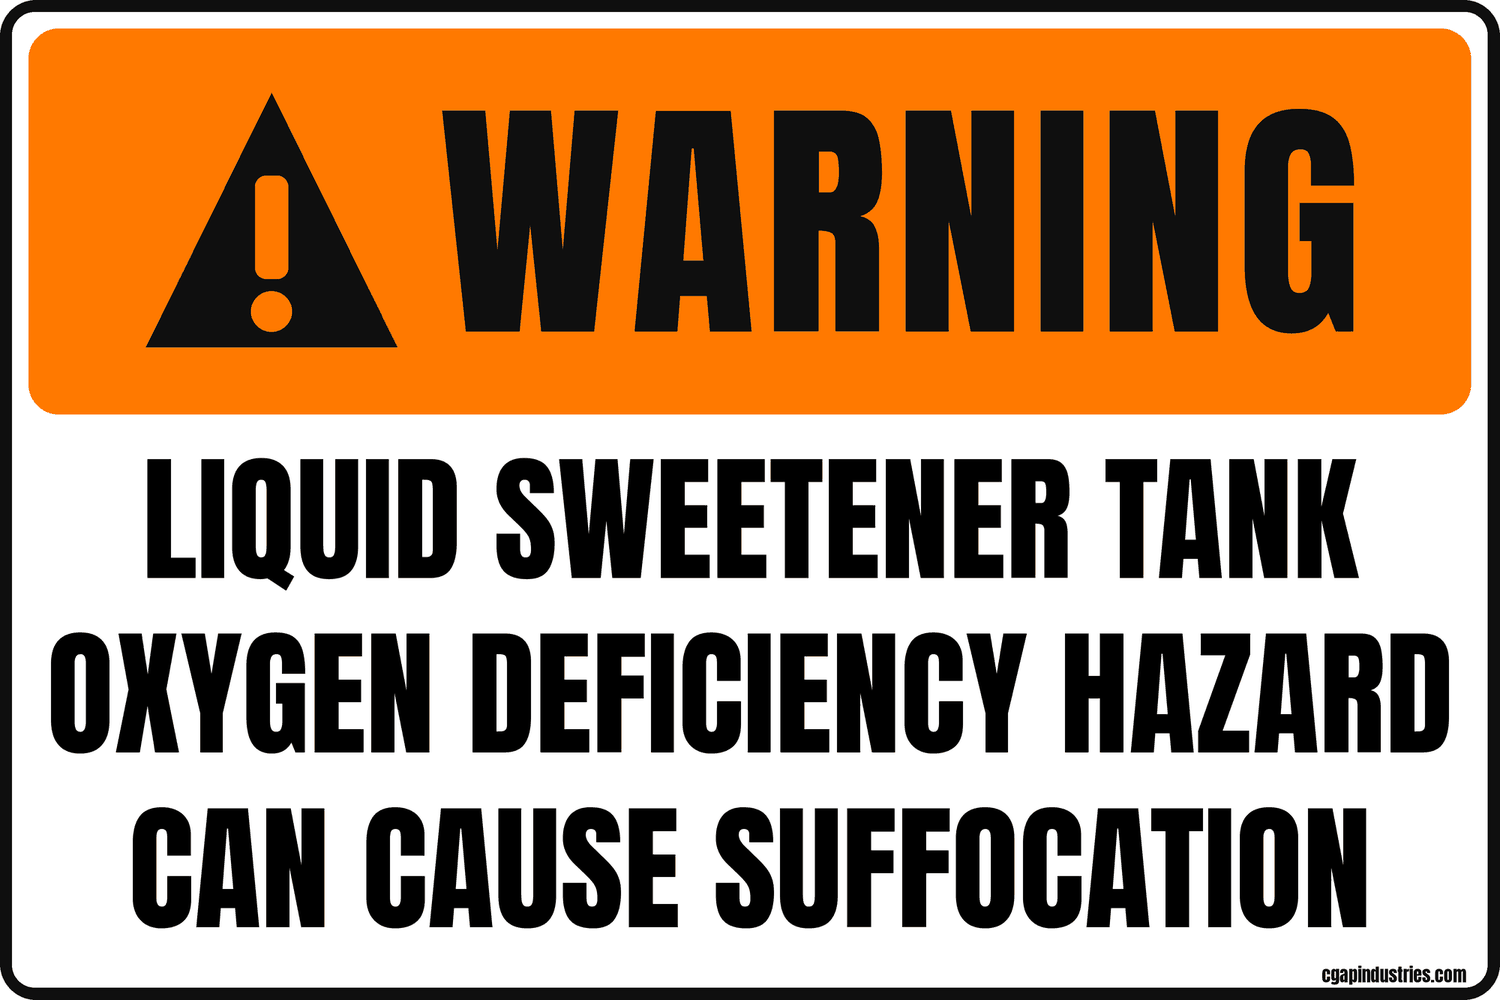 WARNING
LIQUID SWEETENER TANK
OXYGEN DEFICIENCY HAZARD
CAN CAUSE SUFFOCATION
cgapindustries.com